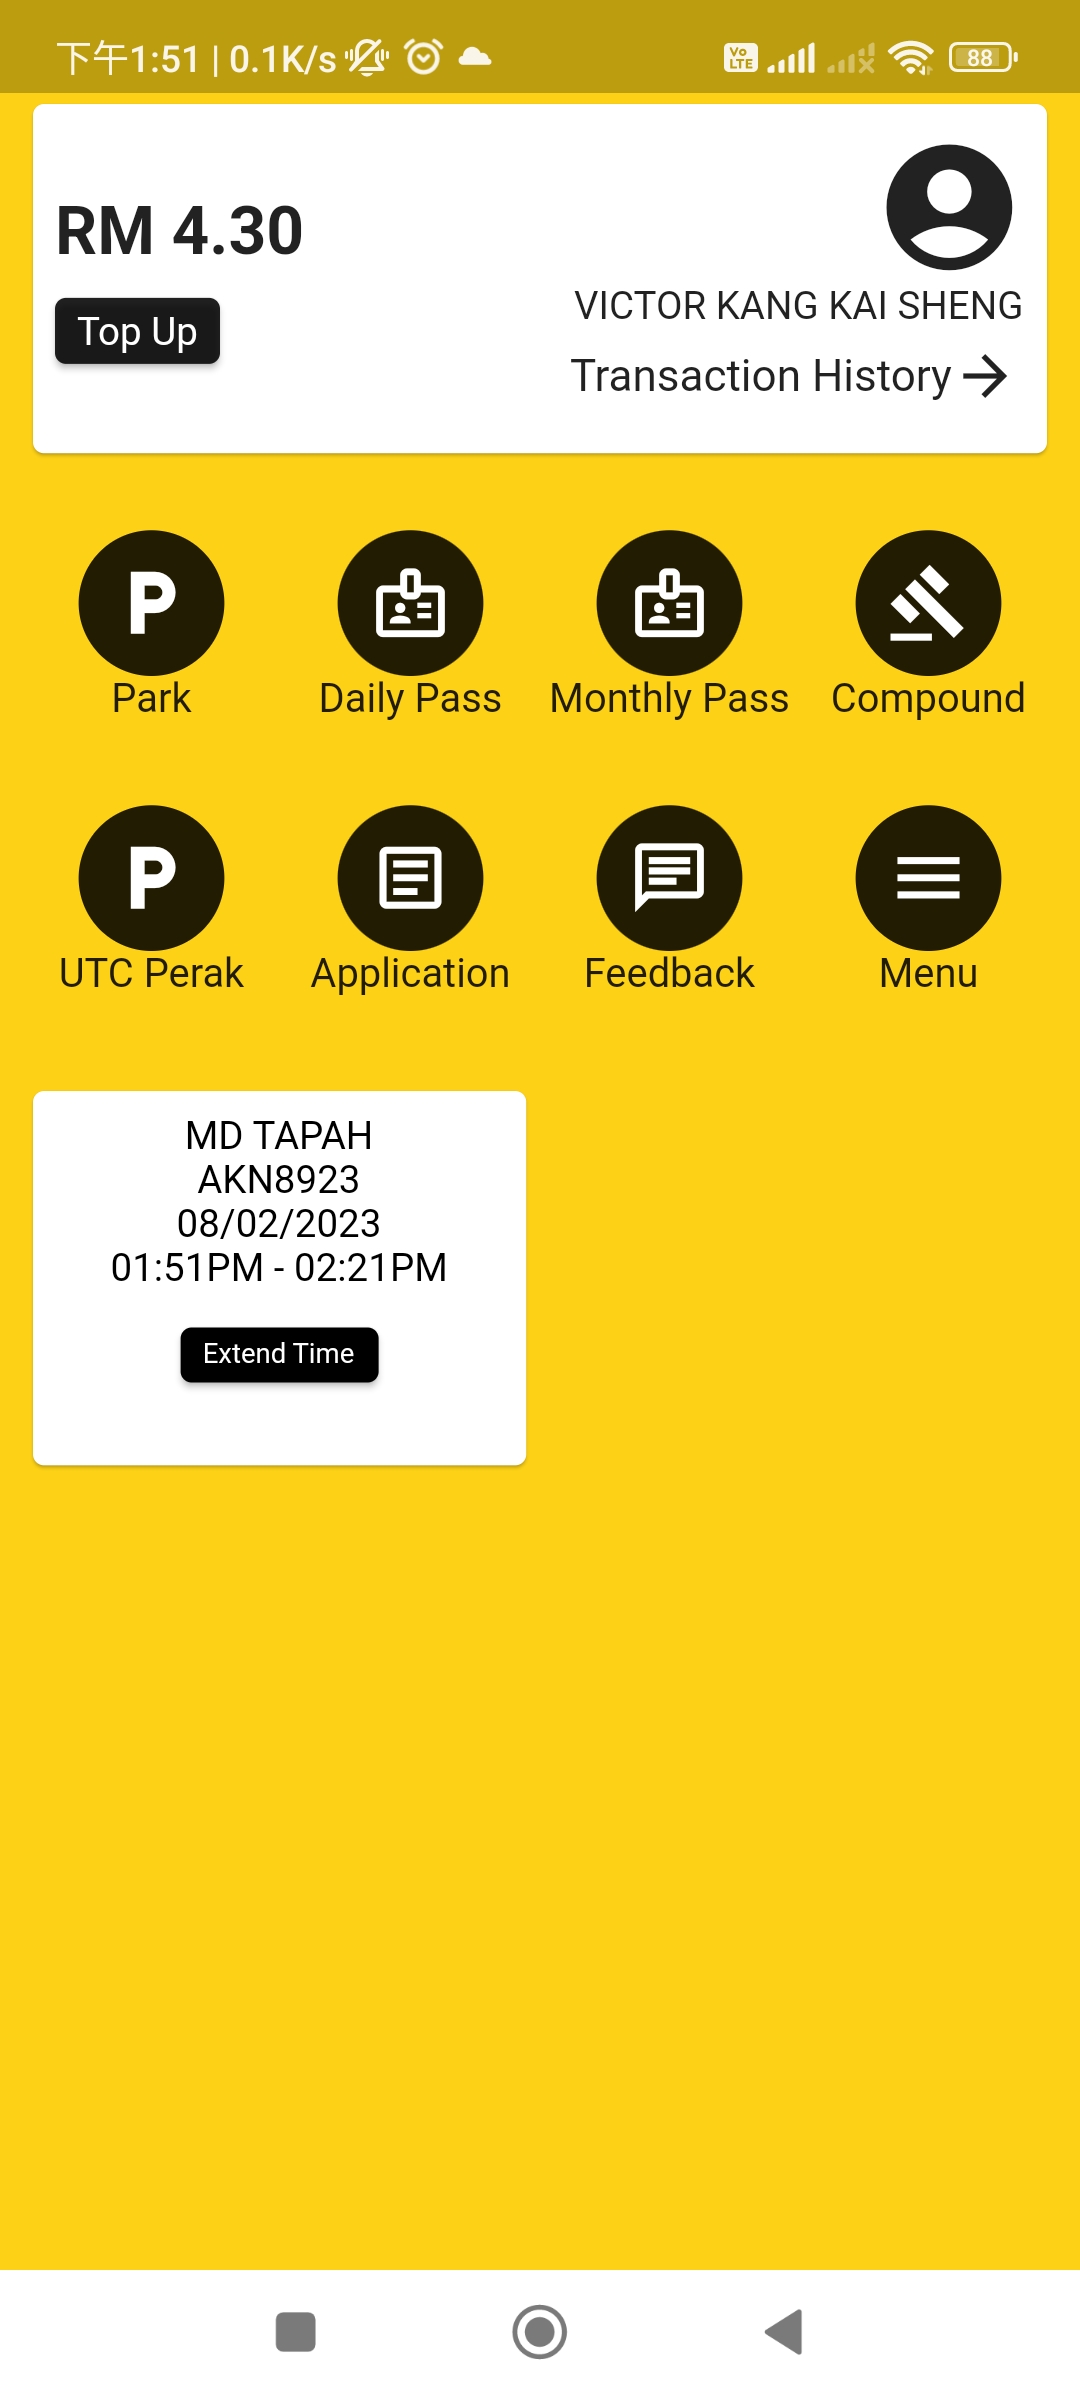 下午1:51 | 0.1K/s
Vo LTE
88
RM 4.30
Top Up
VICTOR KANG KAI SHENG
Transaction History
P
Park
Daily Pass
Monthly Pass
Compound
P
UTC Perak
Application
Feedback
Menu
MD TAPAH
AKN8923
08/02/2023
01:51PM - 02:21PM
Extend Time